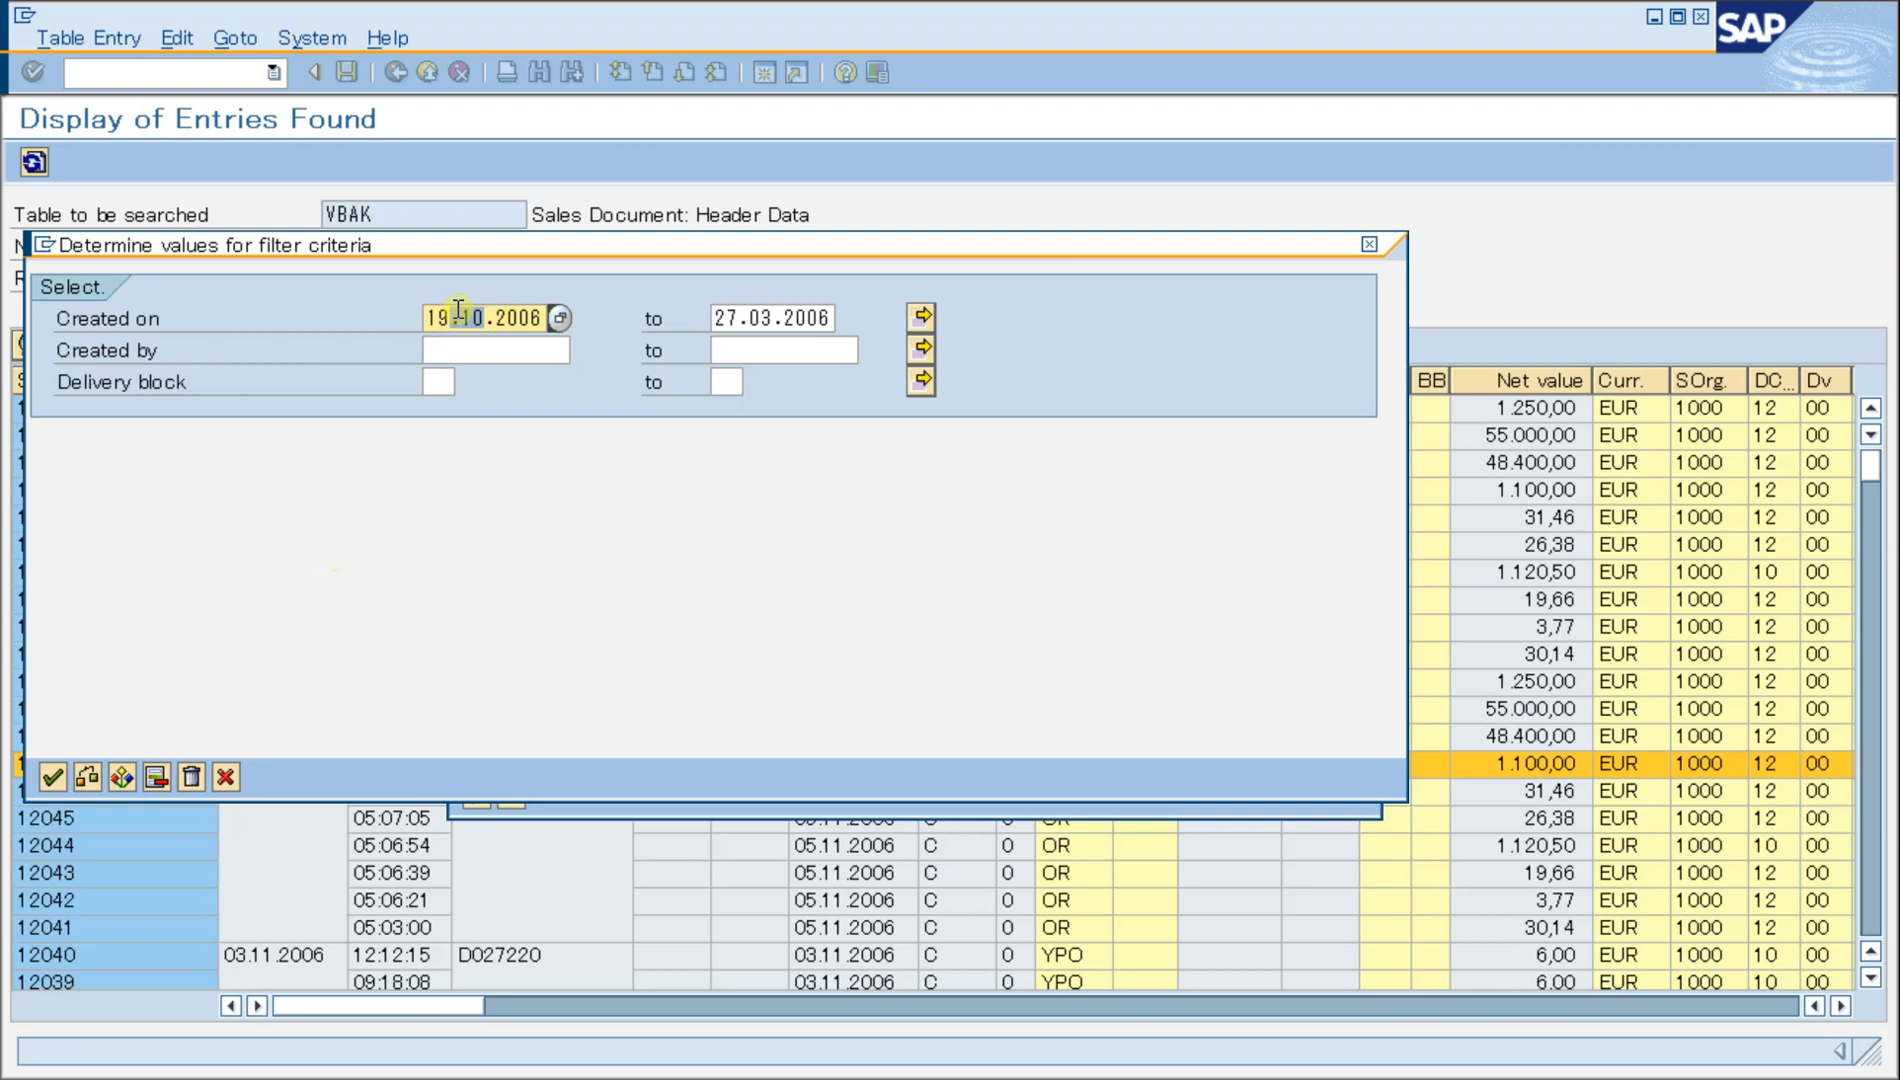 Table Entry Edit Goto System Help
SAP
Display of Entries Found
Table to be searched VBAK Sales Document: Header Data
Determine values for filter criteria
Select.
Created on 19.10.2006 to 27.03.2006
Created by to
Delivery block to
BB Net value Curr. SOrg. DC... Dv
1.250,00 EUR 1000 12 00
55.000,00 EUR 1000 12 00
48.400,00 EUR 1000 12 00
1.100,00 EUR 1000 12 00
31,46 EUR 1000 12 00
26,38 EUR 1000 12 00
1.120,50 EUR 1000 10 00
19,66 EUR 1000 12 00
3,77 EUR 1000 12 00
30,14 EUR 1000 12 00
1.250,00 EUR 1000 12 00
55.000,00 EUR 1000 12 00
48.400,00 EUR 1000 12 00
1.100,00 EUR 1000 12 00
31,46 EUR 1000 12 00
12045 05:07:05 05.11.2006 C 0 OR 26,38 EUR 1000 12 00
12044 05:06:54 05.11.2006 C 0 OR 1.120,50 EUR 1000 10 00
12043 05:06:39 05.11.2006 C 0 OR 19,66 EUR 1000 12 00
12042 05:06:21 05.11.2006 C 0 OR 3,77 EUR 1000 12 00
12041 05:03:00 05.11.2006 C 0 OR 30,14 EUR 1000 12 00
12040 03.11.2006 12:12:15 D027220 03.11.2006 C 0 YPO 6,00 EUR 1000 10 00
12039 09:18:08 03.11.2006 C 0 YPO 6,00 EUR 1000 10 00